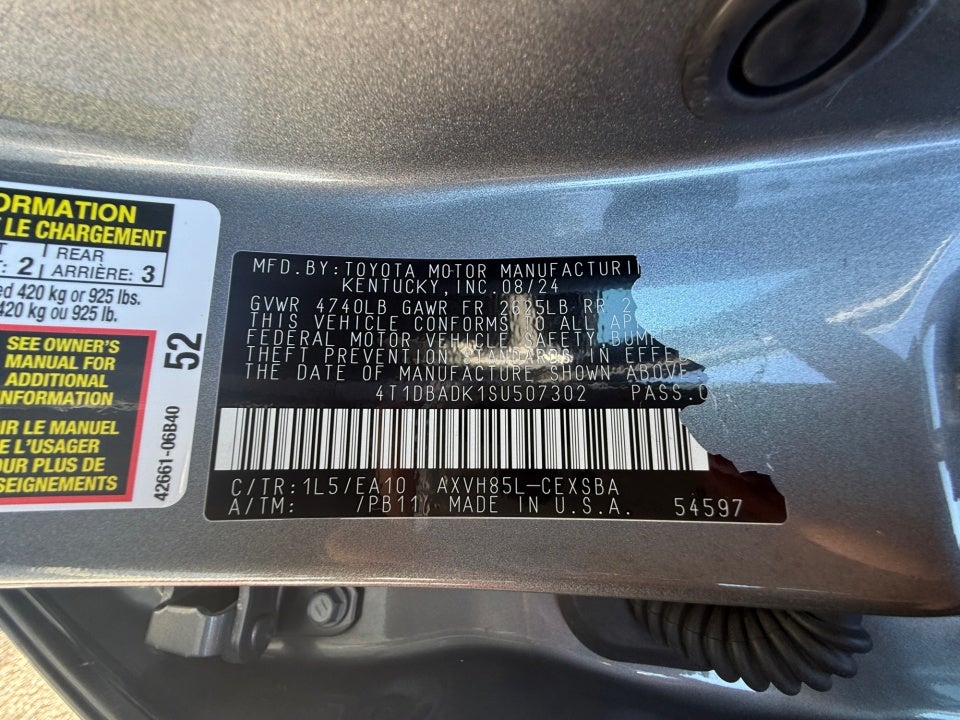 ORMATION
LE CHARGEMENT
: 2 REAR
ARRIÈRE: 3
ed 420 kg or 925 lbs.
420 kg ou 925 lb.
SEE OWNER'S
MANUAL FOR
ADDITIONAL
INFORMATION
IR LE MANUEL
E L'USAGER
OUR PLUS DE
SEIGNEMENTS
52
42661-06B40
MFD.BY:TOYOTA MOTOR MANUFACTURI
KENTUCKY,INC.08/24
GVWR 4740LB GAWR FR 2625LB RR 2
THIS VEHICLE CONFORMS TO ALL AP
FEDERAL MOTOR VEHICLE SAFETY BUMP
THEFT PREVENTION STANDARDS IN EFFE
THE DATE OF MANUFACTURE SHOWN ABOVE
4T1DBADK1SU507302 PASS.
C/TR:1L5/EA10 AXVH85L-CEXSBA
A/TM: /PB11 MADE IN U.S.A. 54597